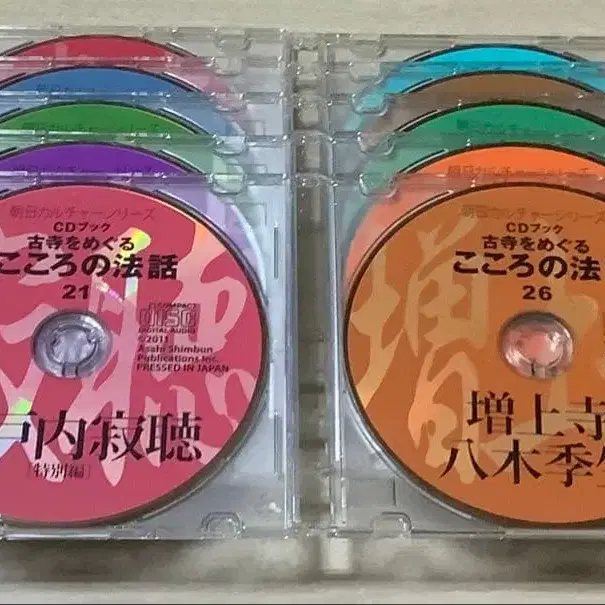 朝日カルチャーシリーズ
CDブック
古寺をめぐる
こころの法話
21
COMPACT
disc
DIGITAL AUDIO
©2011
Asahi Shimbun
Publications Inc.
PRESSED IN JAPAN
戸内寂聴
[特別編]
朝日カルチャーシリーズ
CDブック
古寺をめぐる
こころの法
26
増上寺
八木季生